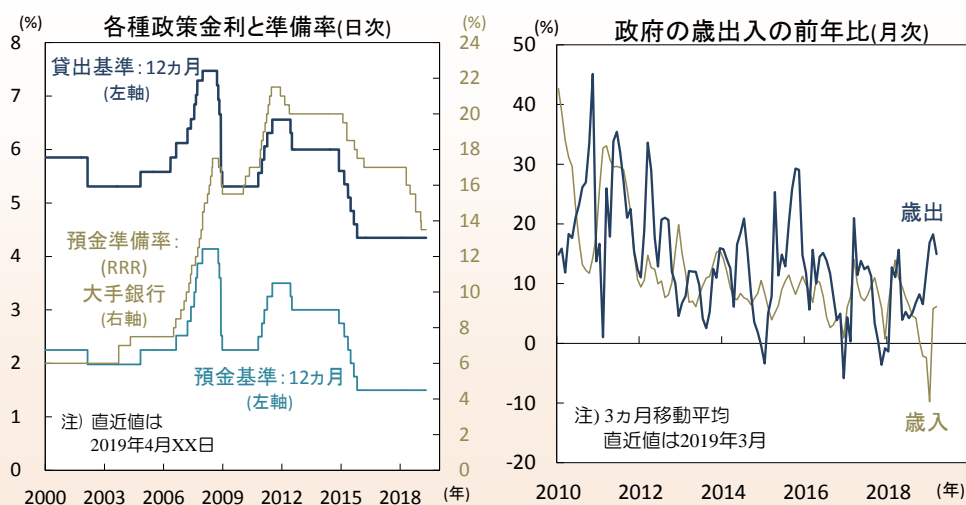 各種政策金利と準備率(日次)
(%)
(%)
8
7
6
5
4
3
2
1
0
24
22
20
18
16
14
12
10
8
6
4
2
0
貸出基準：12ヵ月
(左軸)
預金準備率：
(RRR)
大手銀行
(右軸)
預金基準：12ヵ月
(左軸)
注) 直近値は
2019年4月XX日
2000 2003 2006 2009 2012 2015 2018 (年)
政府の歳出入の前年比(月次)
(%)
50
40
30
20
10
0
-10
-20
歳出
歳入
注) 3ヵ月移動平均
直近値は2019年3月
2010 2012 2014 2016 2018 (年)